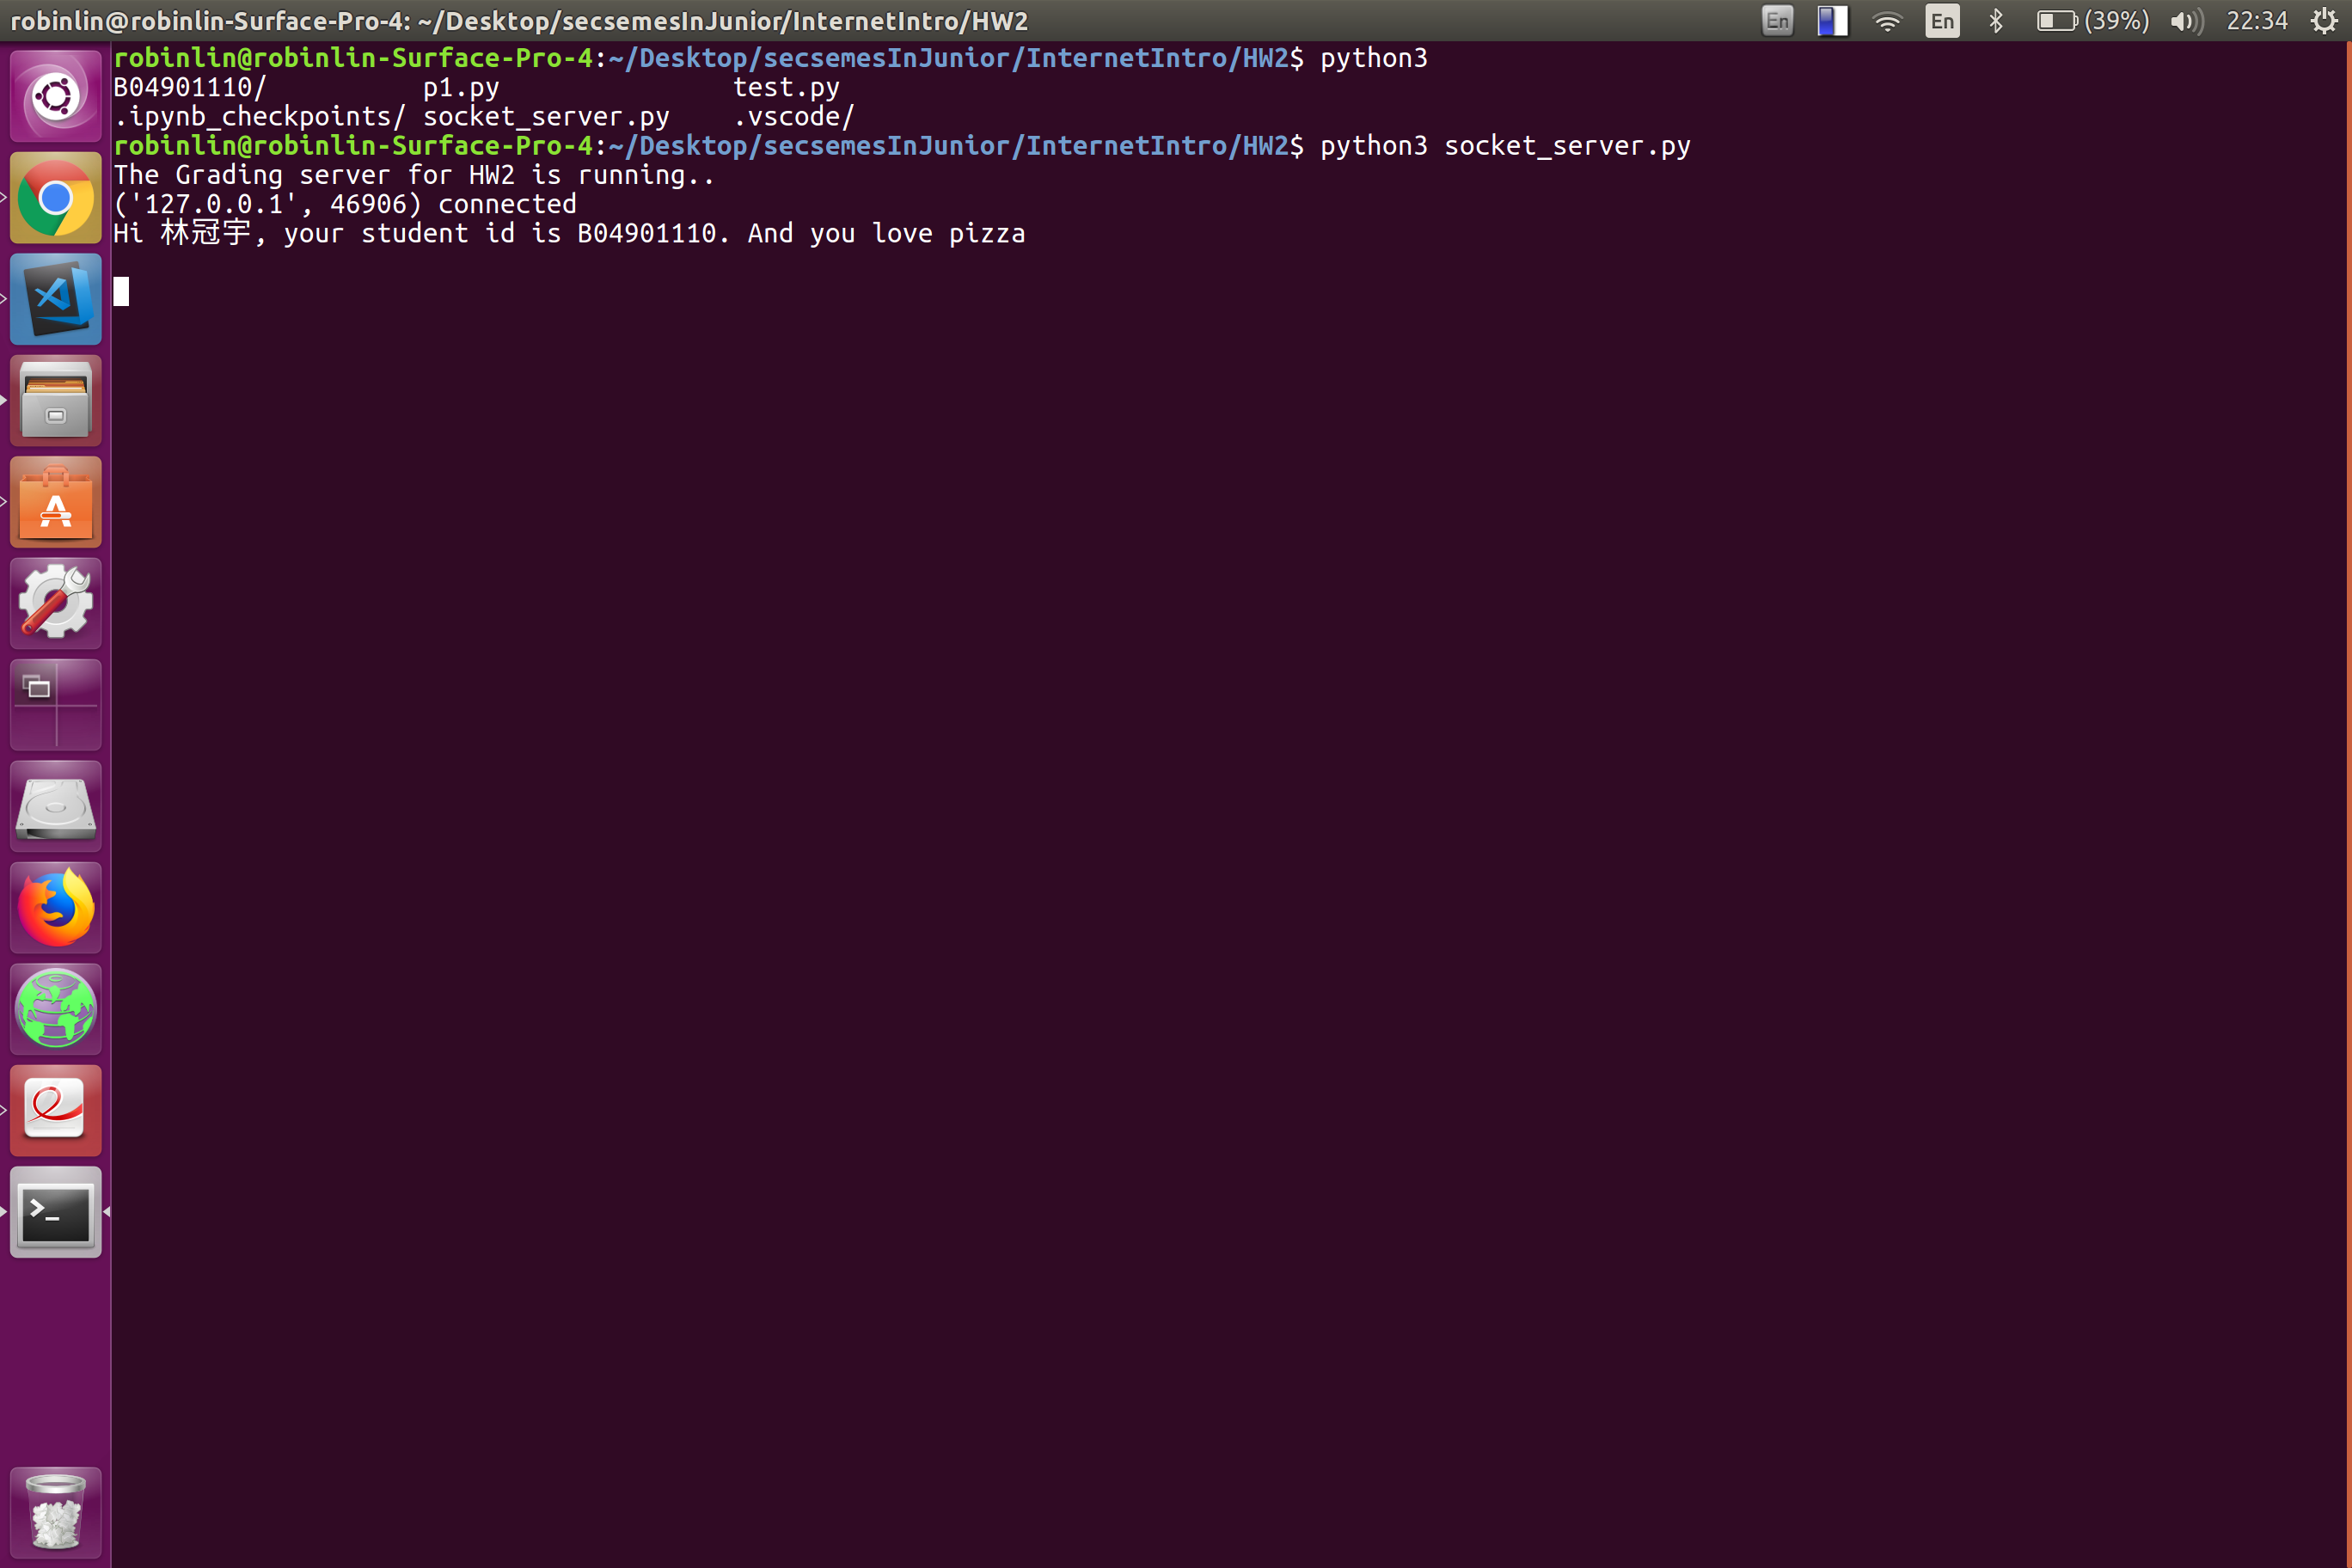 robinlin@robinlin-Surface-Pro-4: ~/Desktop/secsemesInJunior/InternetIntro/HW2
En En (39%) 22:34
robinlin@robinlin-Surface-Pro-4:~/Desktop/secsemesInJunior/InternetIntro/HW2$ python3
B04901110/ p1.py test.py
.ipynb_checkpoints/ socket_server.py .vscode/
robinlin@robinlin-Surface-Pro-4:~/Desktop/secsemesInJunior/InternetIntro/HW2$ python3 socket_server.py
The Grading server for HW2 is running..
('127.0.0.1', 46906) connected
Hi 林冠宇, your student id is B04901110. And you love pizza